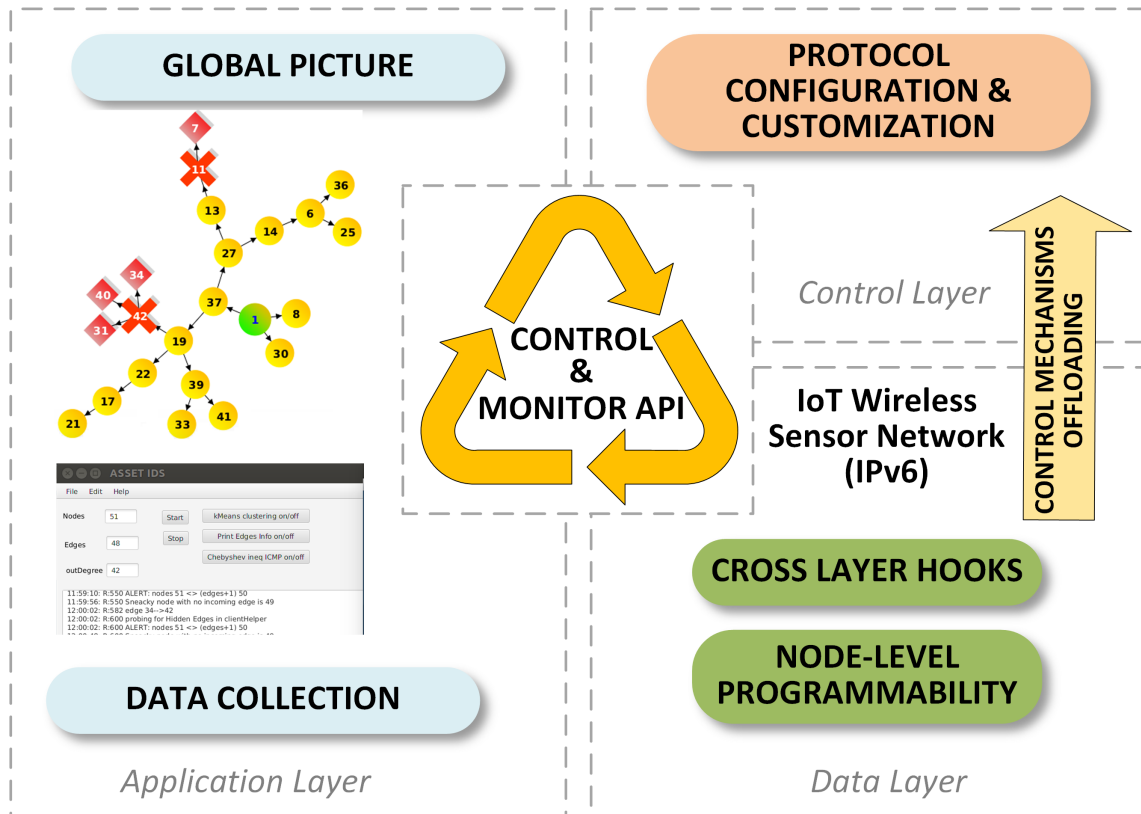 GLOBAL PICTURE
7
11
36
13
6
14
25
27
34
40
37
42
31
1
8
19
30
22
39
17
21
33
41
ASSET IDS
File Edit Help
Nodes 51 Start kMeans clustering on/off
Stop Print Edges Info on/off
Edges 48
Chebyshev ineq ICMP on/off
outDegree 42
11:59:10: R:550 ALERT: nodes 51 <> (edges+1) 50
11:59:56: R:550 Sneacky node with no incoming edge is 49
12:00:02: R:582 edge 34-->42
12:00:02: R:600 probing for Hidden Edges in clientHelper
12:00:02: R:600 ALERT: nodes 51 <> (edges+1) 50
DATA COLLECTION
Application Layer
CONTROL
&
MONITOR API
PROTOCOL
CONFIGURATION &
CUSTOMIZATION
Control Layer
CONTROL MECHANISMS
OFFLOADING
IoT Wireless
Sensor Network
(IPv6)
CROSS LAYER HOOKS
NODE-LEVEL
PROGRAMMABILITY
Data Layer